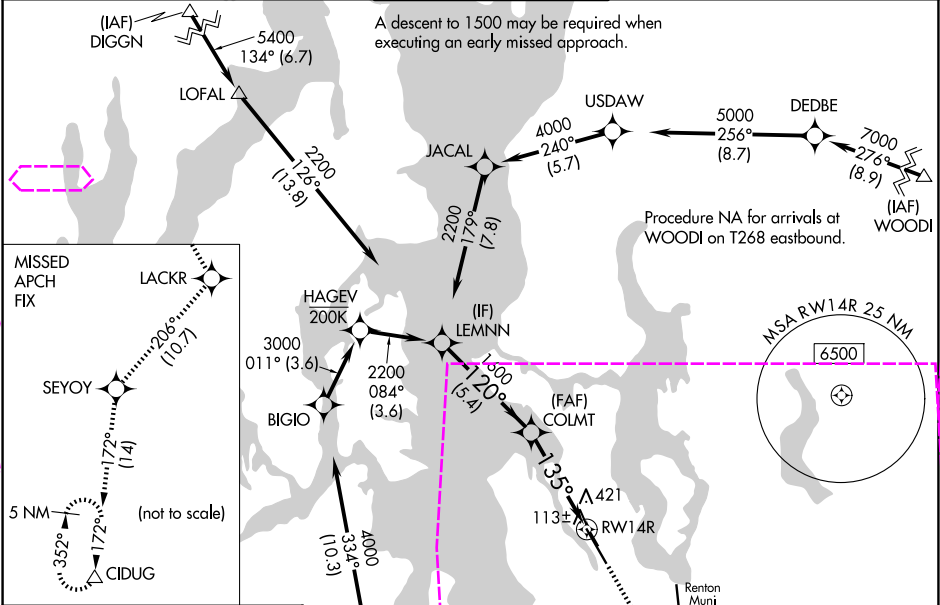 (IAF)
DIGGN
5400
134° (6.7)
A descent to 1500 may be required when
executing an early missed approach.
LOFAL
USDAW
DEDBE
5000
256°
(8.7)
7000
276°
(8.9)
(IAF)
WOODI
4000
240°
(5.7)
JACAL
2200
126°
(13.8)
2200
179°
(7.8)
Procedure NA for arrivals at
WOODI on T268 eastbound.
MISSED
APCH
FIX
LACKR
206°
(10.7)
SEYOY
172°
(14)
5 NM
(not to scale)
352°
172°
CIDUG
HAGEV
200K
(IF)
LEMNN
3000
011° (3.6)
2200
084°
(3.6)
BIGIO
1600
120°
(5.4)
(FAF)
COLMT
135°
421
113±
RW14R
4000
334°
(10.3)
MSA RW14R 25 NM
6500
Renton
Muni